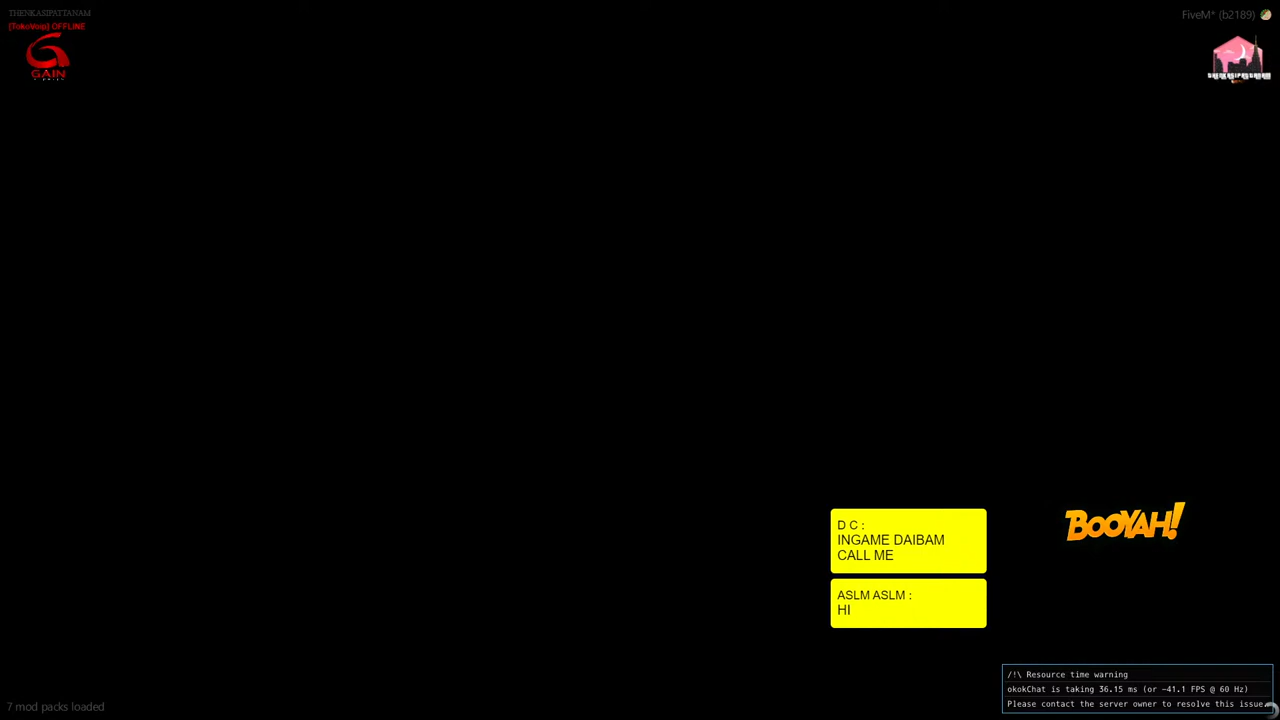 THENKASIPATTANAM
[TokoVoip] OFFLINE
GAIN
FiveM* (b2189)
THENKASIPATTANAM
BOOYAH!
D C :
INGAME DAIBAM
CALL ME
ASLM ASLM :
HI
/!\ Resource time warning
okokChat is taking 36.15 ms (or -41.1 FPS @ 60 Hz)
Please contact the server owner to resolve this issue.
7 mod packs loaded